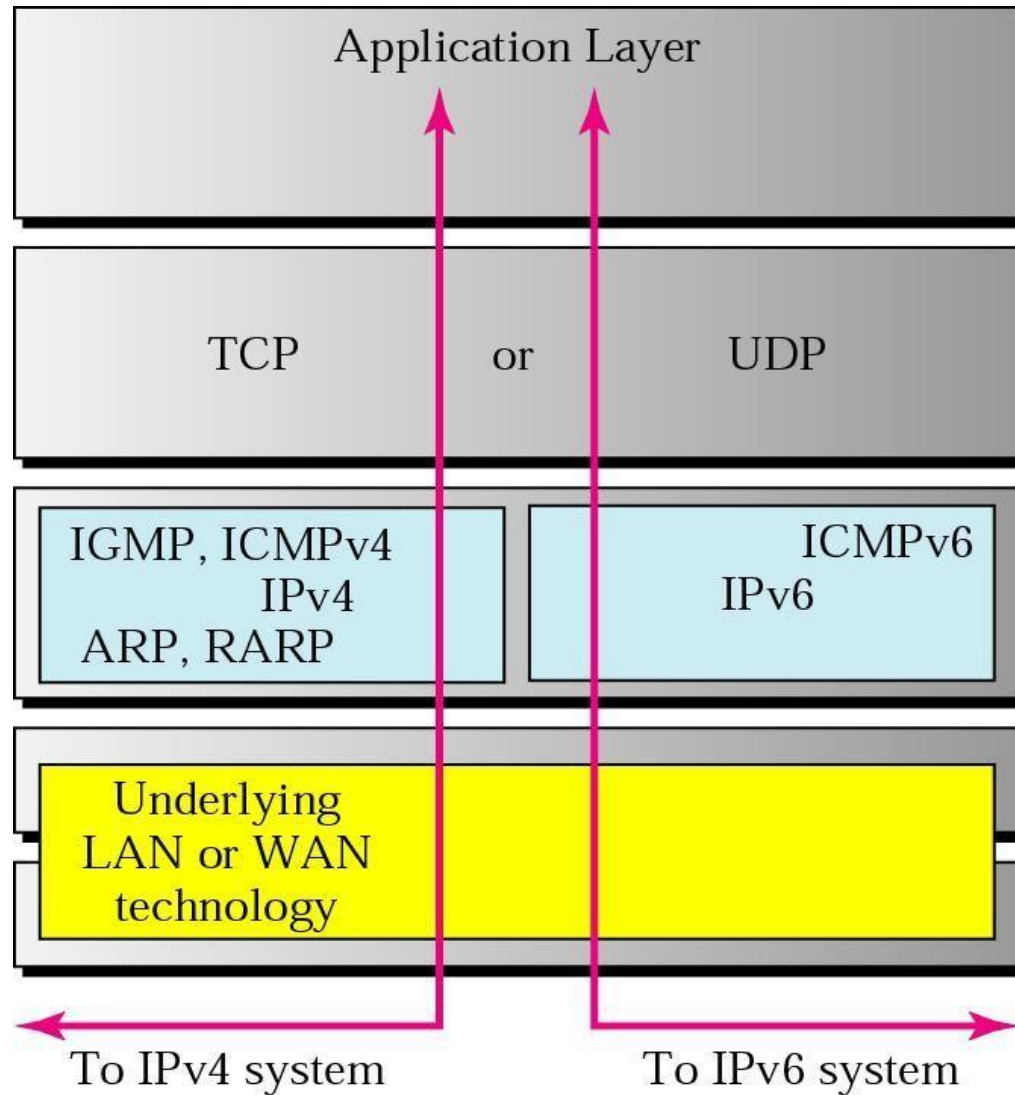 Application Layer
TCP or UDP
IGMP, ICMPv4
IPv4
ARP, RARP
ICMPv6
IPv6
Underlying
LAN or WAN
technology
To IPv4 system
To IPv6 system